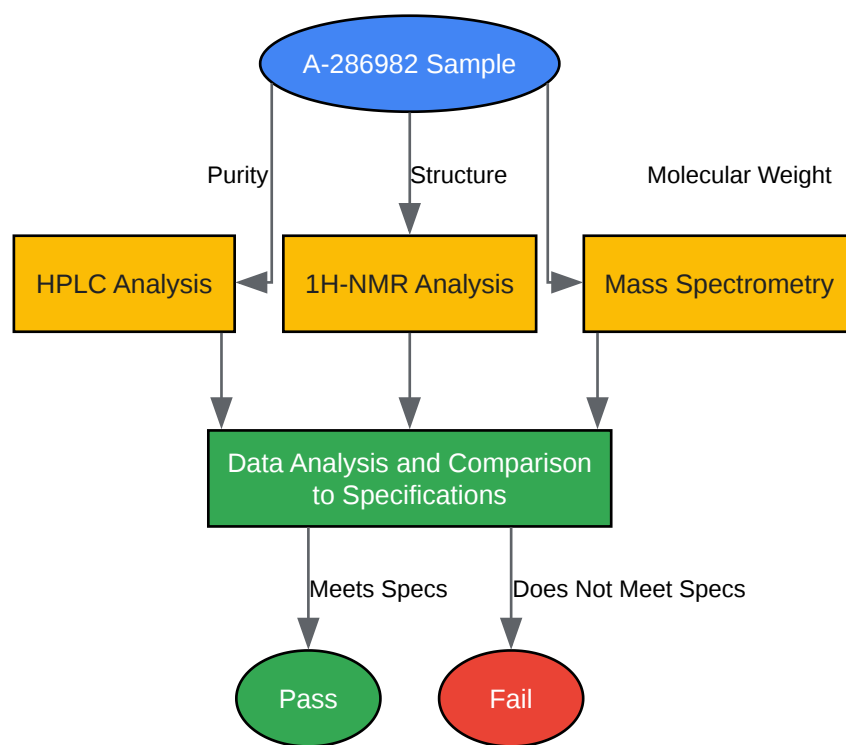 A-286982 Sample
Purity
Structure
Molecular Weight
HPLC Analysis
1H-NMR Analysis
Mass Spectrometry
Data Analysis and Comparison
to Specifications
Meets Specs
Does Not Meet Specs
Pass
Fail